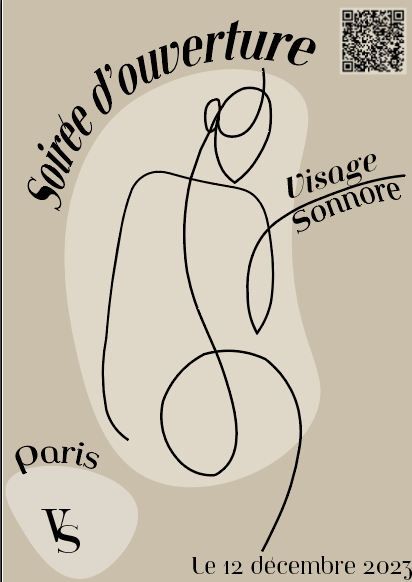 Soirée d'ouverture
Visage
Sonnore
Paris
VS
Le 12 décembre 2023